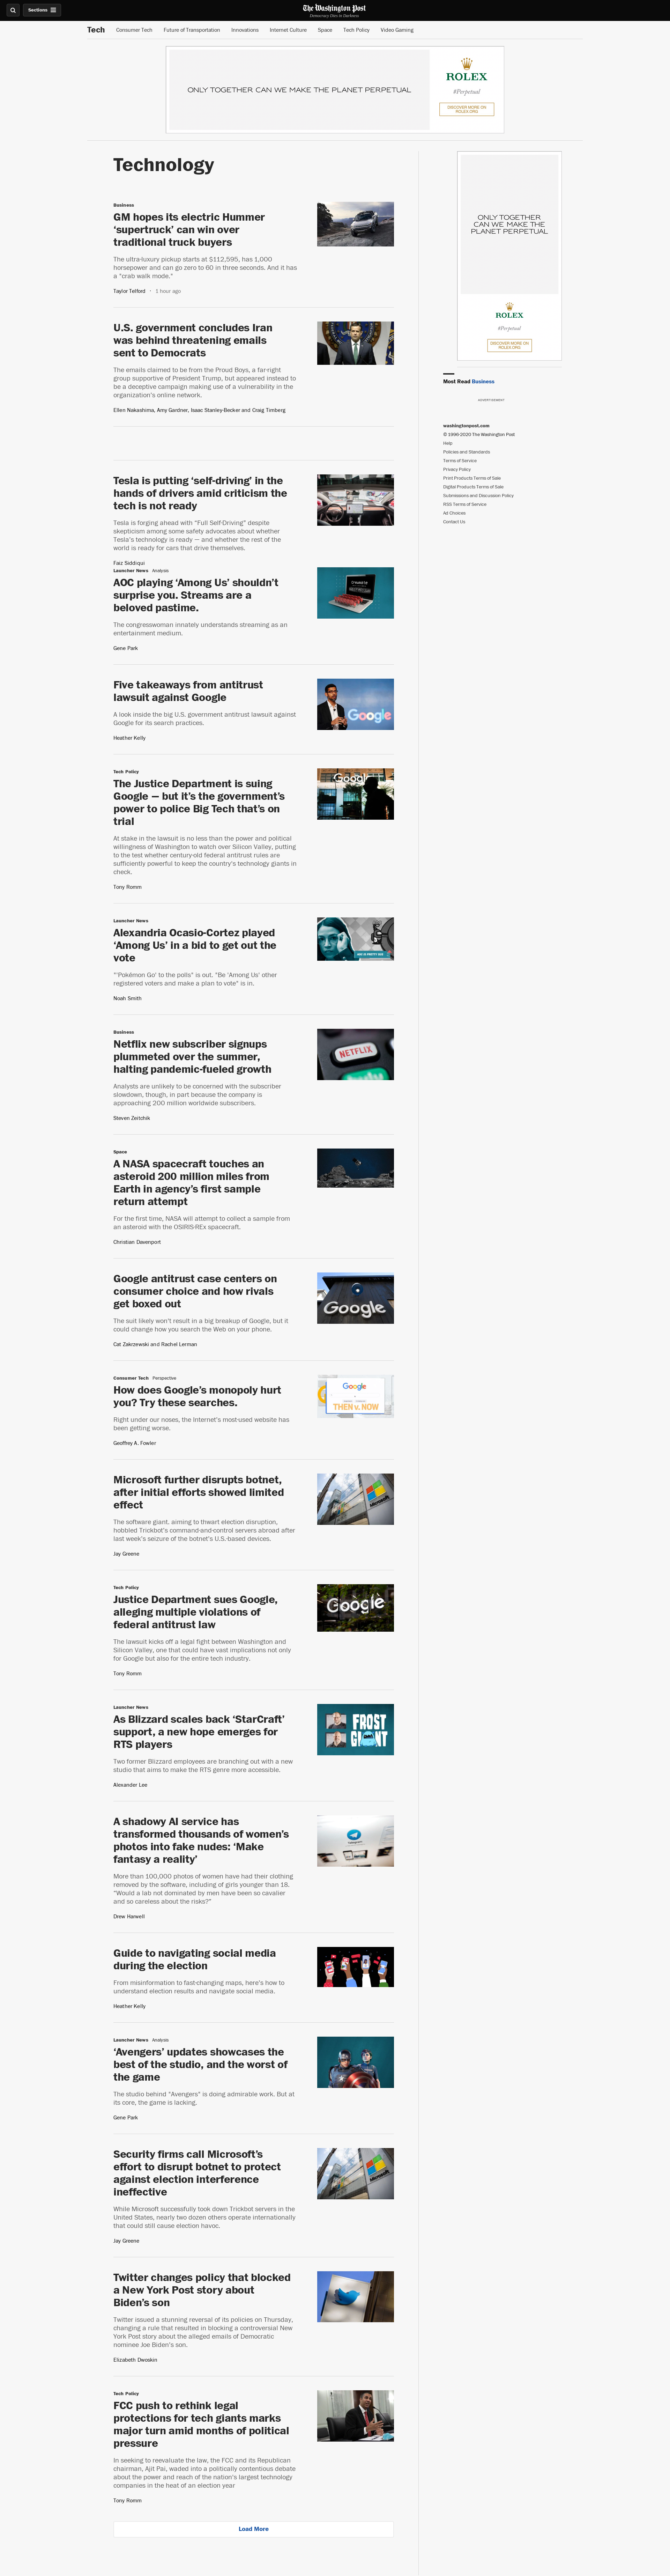 Sections
The Washington Post
Democracy Dies in Darkness
Tech
Consumer Tech
Future of Transportation
Innovations
Internet Culture
Space
Tech Policy
Video Gaming
ONLY TOGETHER CAN WE MAKE THE PLANET PERPETUAL
ROLEX
#Perpetual
DISCOVER MORE ON
ROLEX.ORG
Technology
Business
GM hopes its electric Hummer
‘supertruck’ can win over
traditional truck buyers
The ultra-luxury pickup starts at $112,595, has 1,000
horsepower and can go zero to 60 in three seconds. And it has
a "crab walk mode."
Taylor Telford • 1 hour ago
U.S. government concludes Iran
was behind threatening emails
sent to Democrats
The emails claimed to be from the Proud Boys, a far-right
group supportive of President Trump, but appeared instead to
be a deceptive campaign making use of a vulnerability in the
organization’s online network.
Ellen Nakashima, Amy Gardner, Isaac Stanley-Becker and Craig Timberg
Tesla is putting ‘self-driving’ in the
hands of drivers amid criticism the
tech is not ready
Tesla is forging ahead with “Full Self-Driving” despite
skepticism among some safety advocates about whether
Tesla’s technology is ready — and whether the rest of the
world is ready for cars that drive themselves.
Faiz Siddiqui
Launcher News Analysis
AOC playing ‘Among Us’ shouldn’t
surprise you. Streams are a
beloved pastime.
The congresswoman innately understands streaming as an
entertainment medium.
Gene Park
Five takeaways from antitrust
lawsuit against Google
A look inside the big U.S. government antitrust lawsuit against
Google for its search practices.
Heather Kelly
Google
Tech Policy
The Justice Department is suing
Google — but it’s the government’s
power to police Big Tech that’s on
trial
At stake in the lawsuit is no less than the power and political
willingness of Washington to watch over Silicon Valley, putting
to the test whether century-old federal antitrust rules are
sufficiently powerful to keep the country's technology giants in
check.
Tony Romm
Google
Launcher News
Alexandria Ocasio-Cortez played
‘Among Us’ in a bid to get out the
vote
"‘Pokémon Go' to the polls" is out. "Be ‘Among Us' other
registered voters and make a plan to vote" is in.
Noah Smith
Business
Netflix new subscriber signups
plummeted over the summer,
halting pandemic-fueled growth
Analysts are unlikely to be concerned with the subscriber
slowdown, though, in part because the company is
approaching 200 million worldwide subscribers.
Steven Zeitchik
NETFLIX
Space
A NASA spacecraft touches an
asteroid 200 million miles from
Earth in agency’s first sample
return attempt
For the first time, NASA will attempt to collect a sample from
an asteroid with the OSIRIS-REx spacecraft.
Christian Davenport
Google antitrust case centers on
consumer choice and how rivals
get boxed out
The suit likely won't result in a big breakup of Google, but it
could change how you search the Web on your phone.
Cat Zakrzewski and Rachel Lerman
Google
Consumer Tech Perspective
How does Google’s monopoly hurt
you? Try these searches.
Right under our noses, the Internet’s most-used website has
been getting worse.
Geoffrey A. Fowler
Google
THEN v. NOW
Microsoft further disrupts botnet,
after initial efforts showed limited
effect
The software giant, aiming to thwart election disruption,
hobbled Trickbot’s command-and-control servers abroad after
last week’s seizure of the botnet’s U.S.-based devices.
Jay Greene
Microsoft
Tech Policy
Justice Department sues Google,
alleging multiple violations of
federal antitrust law
The lawsuit kicks off a legal fight between Washington and
Silicon Valley, one that could have vast implications not only
for Google but also for the entire tech industry.
Tony Romm
Google
Launcher News
As Blizzard scales back ‘StarCraft’
support, a new hope emerges for
RTS players
Two former Blizzard employees are branching out with a new
studio that aims to make the RTS genre more accessible.
Alexander Lee
FROST
GIANT
A shadowy AI service has
transformed thousands of women’s
photos into fake nudes: ‘Make
fantasy a reality’
More than 100,000 photos of women have had their clothing
removed by the software, including of girls younger than 18.
“Would a lab not dominated by men have been so cavalier
and so careless about the risks?”
Drew Harwell
Guide to navigating social media
during the election
From misinformation to fast-changing maps, here’s how to
understand election results and navigate social media.
Heather Kelly
Launcher News Analysis
‘Avengers’ updates showcases the
best of the studio, and the worst of
the game
The studio behind "Avengers" is doing admirable work. But at
its core, the game is lacking.
Gene Park
Security firms call Microsoft’s
effort to disrupt botnet to protect
against election interference
ineffective
While Microsoft successfully took down Trickbot servers in the
United States, nearly two dozen others operate internationally
that could still cause election havoc.
Jay Greene
Microsoft
Twitter changes policy that blocked
a New York Post story about
Biden’s son
Twitter issued a stunning reversal of its policies on Thursday,
changing a rule that resulted in blocking a controversial New
York Post story about the alleged emails of Democratic
nominee Joe Biden's son.
Elizabeth Dwoskin
Tech Policy
FCC push to rethink legal
protections for tech giants marks
major turn amid months of political
pressure
In seeking to reevaluate the law, the FCC and its Republican
chairman, Ajit Pai, waded into a politically contentious debate
about the power and reach of the nation's largest technology
companies in the heat of an election year
Tony Romm
Load More
ONLY TOGETHER
CAN WE MAKE THE
PLANET PERPETUAL
ROLEX
#Perpetual
DISCOVER MORE ON
ROLEX.ORG
Most Read Business
ADVERTISEMENT
washingtonpost.com
© 1996-2020 The Washington Post
Help
Policies and Standards
Terms of Service
Privacy Policy
Print Products Terms of Sale
Digital Products Terms of Sale
Submissions and Discussion Policy
RSS Terms of Service
Ad Choices
Contact Us